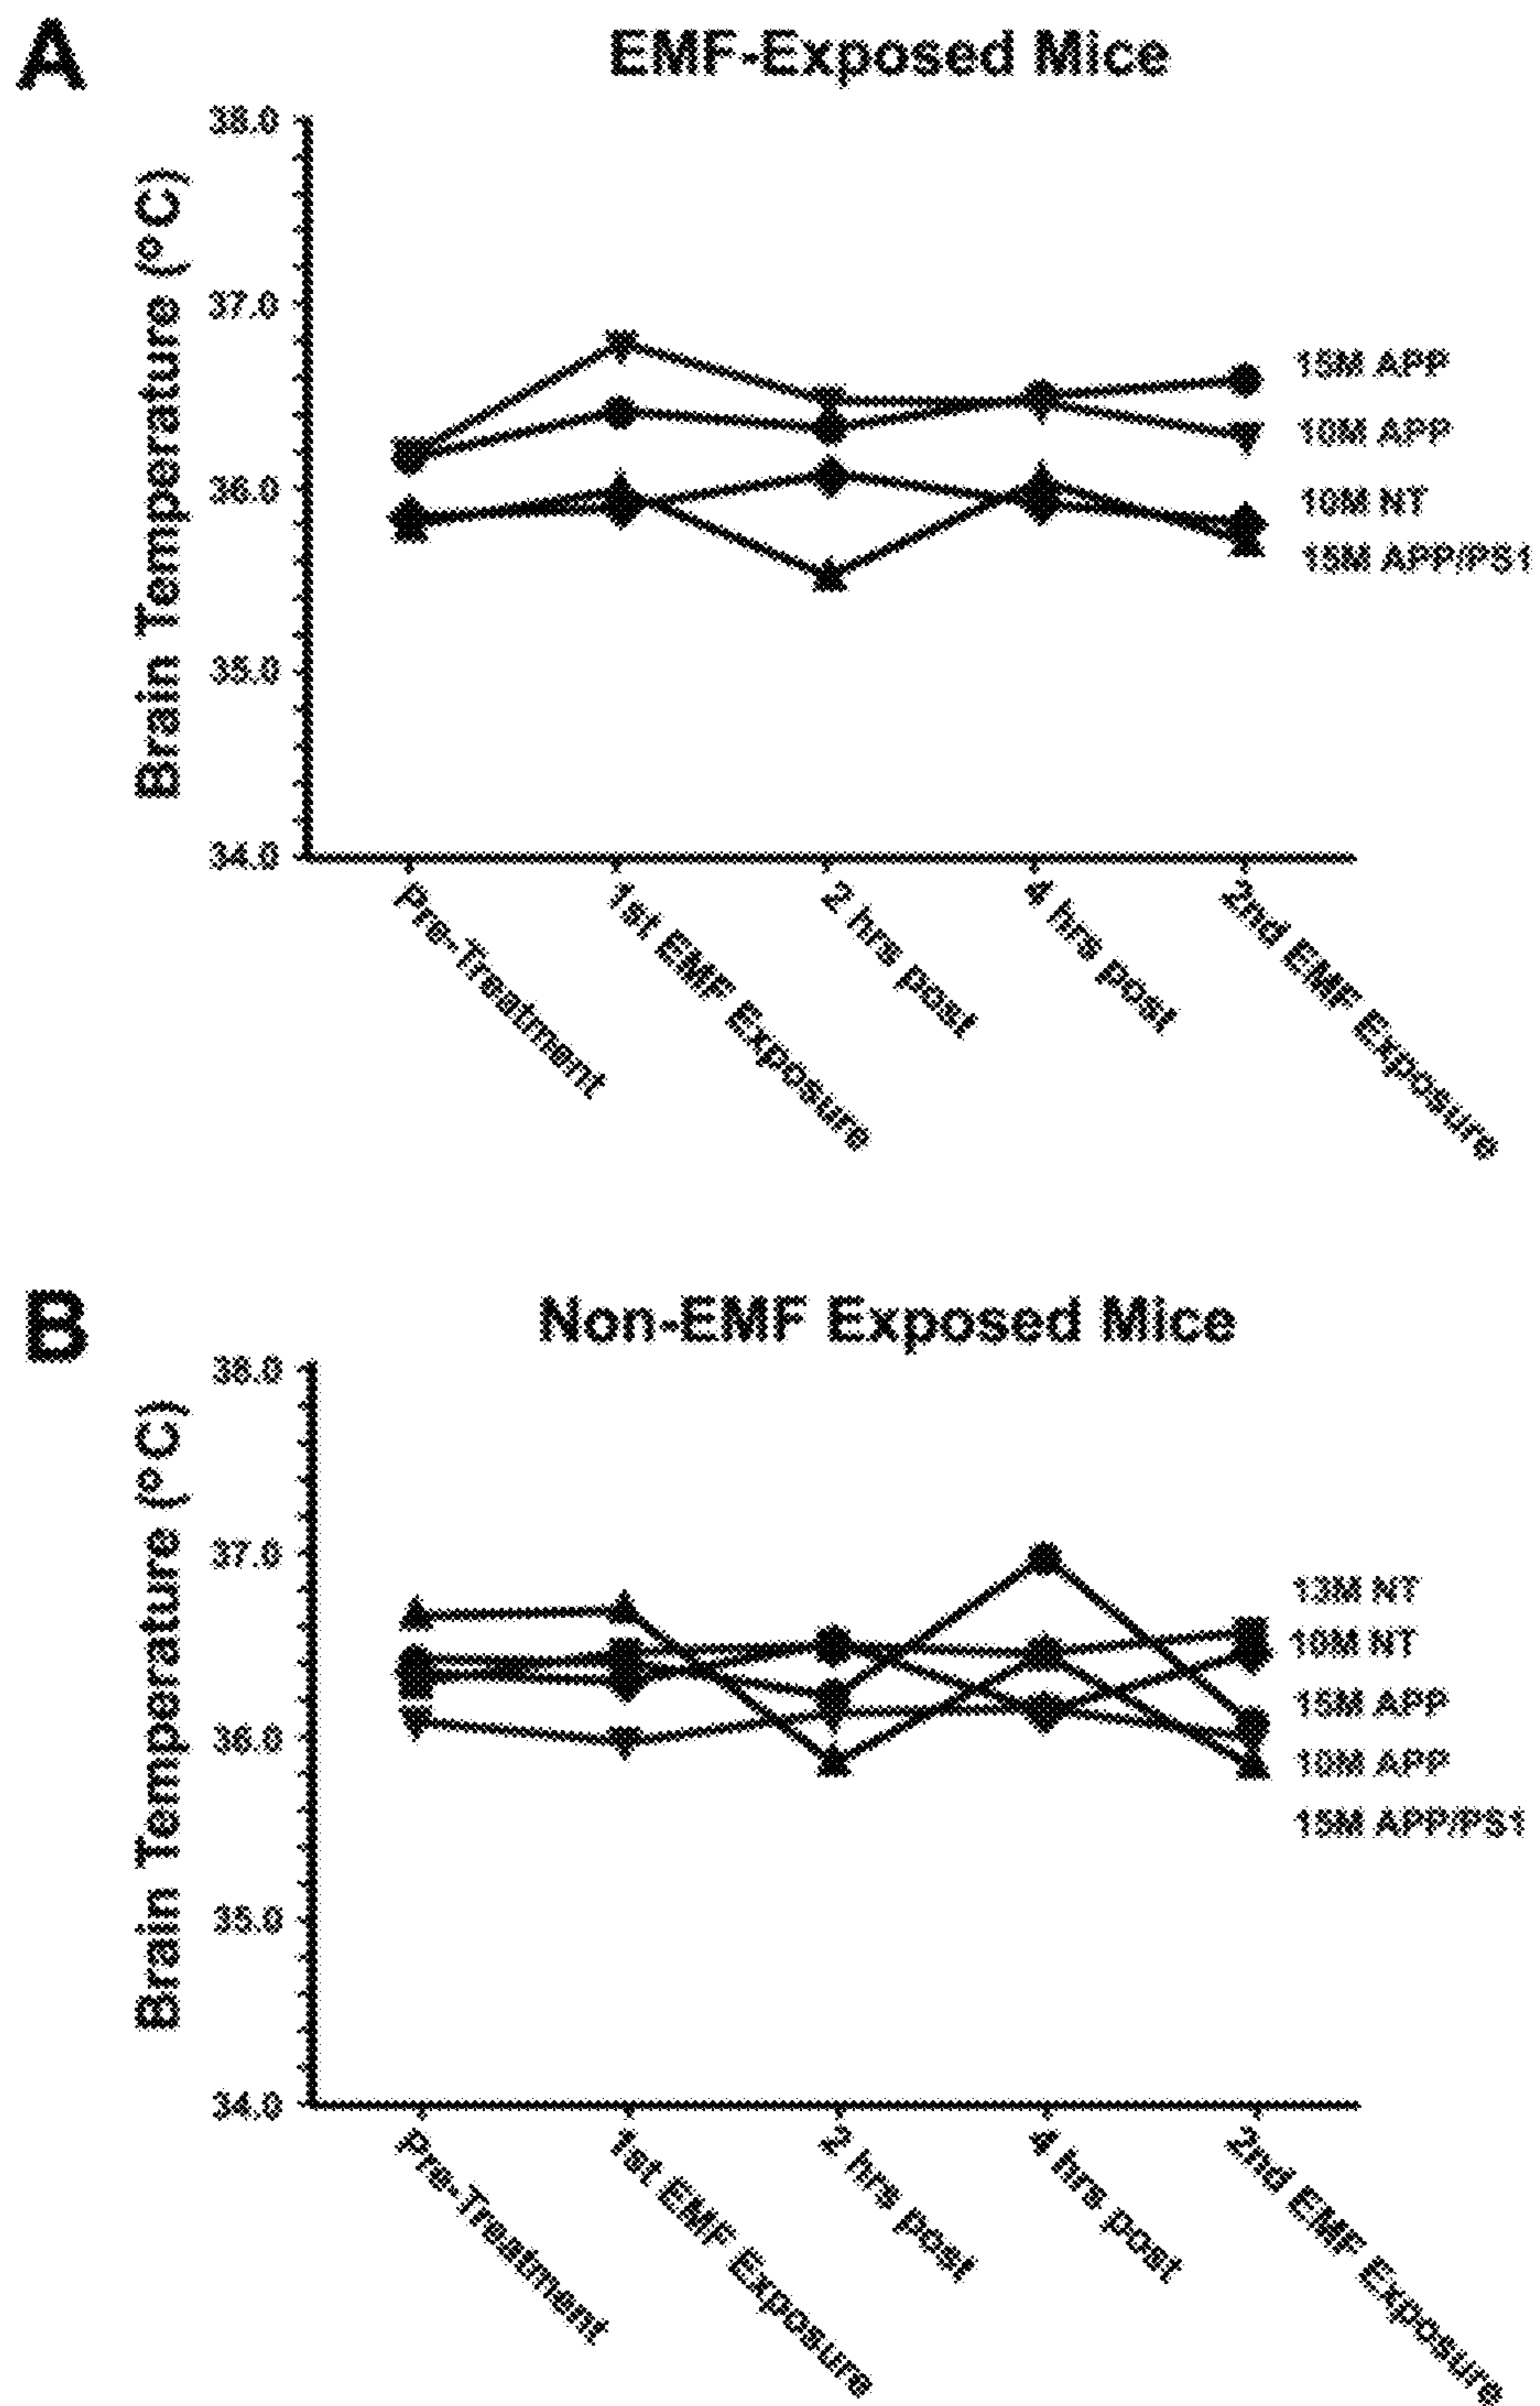 A
EMF-Exposed Mice
Brain Temperature (°C)
38.0
37.0
36.0
35.0
34.0
15M APP
10M APP
10M NT
15M APP/PS1
Pre-Treatment
1st EMF Exposure
2 hrs post
4 hrs post
2nd EMF Exposure
B
Non-EMF Exposed Mice
Brain Temperature (°C)
38.0
37.0
36.0
35.0
34.0
13M NT
10M NT
15M APP
10M APP
15M APP/PS1
Pre-Treatment
1st EMF Exposure
2 hrs post
4 hrs post
2nd EMF Exposure